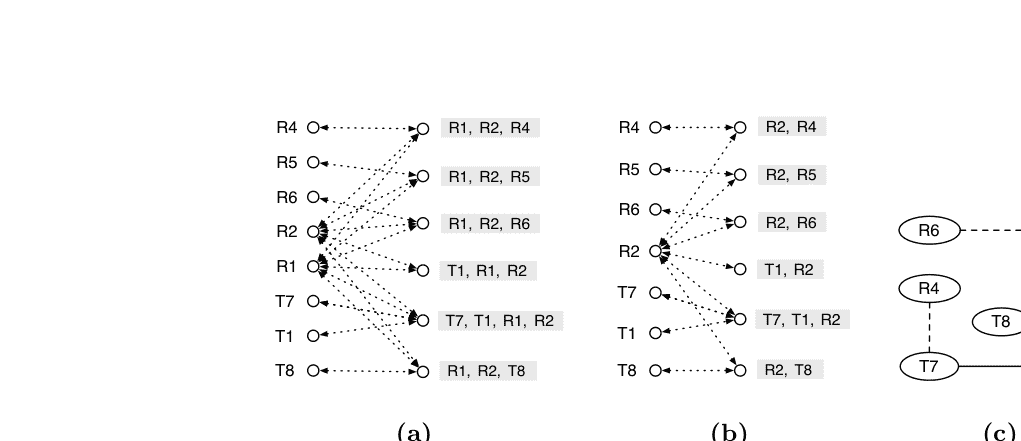 R4
R5
R6
R2
R1
T7
T1
T8
R1, R2, R4
R1, R2, R5
R1, R2, R6
T1, R1, R2
T7, T1, R1, R2
R1, R2, T8
(a)
R4
R5
R6
R2
T7
T1
T8
R2, R4
R2, R5
R2, R6
T1, R2
T7, T1, R2
R2, T8
(b)
R6
R4
T8
T7
(c)